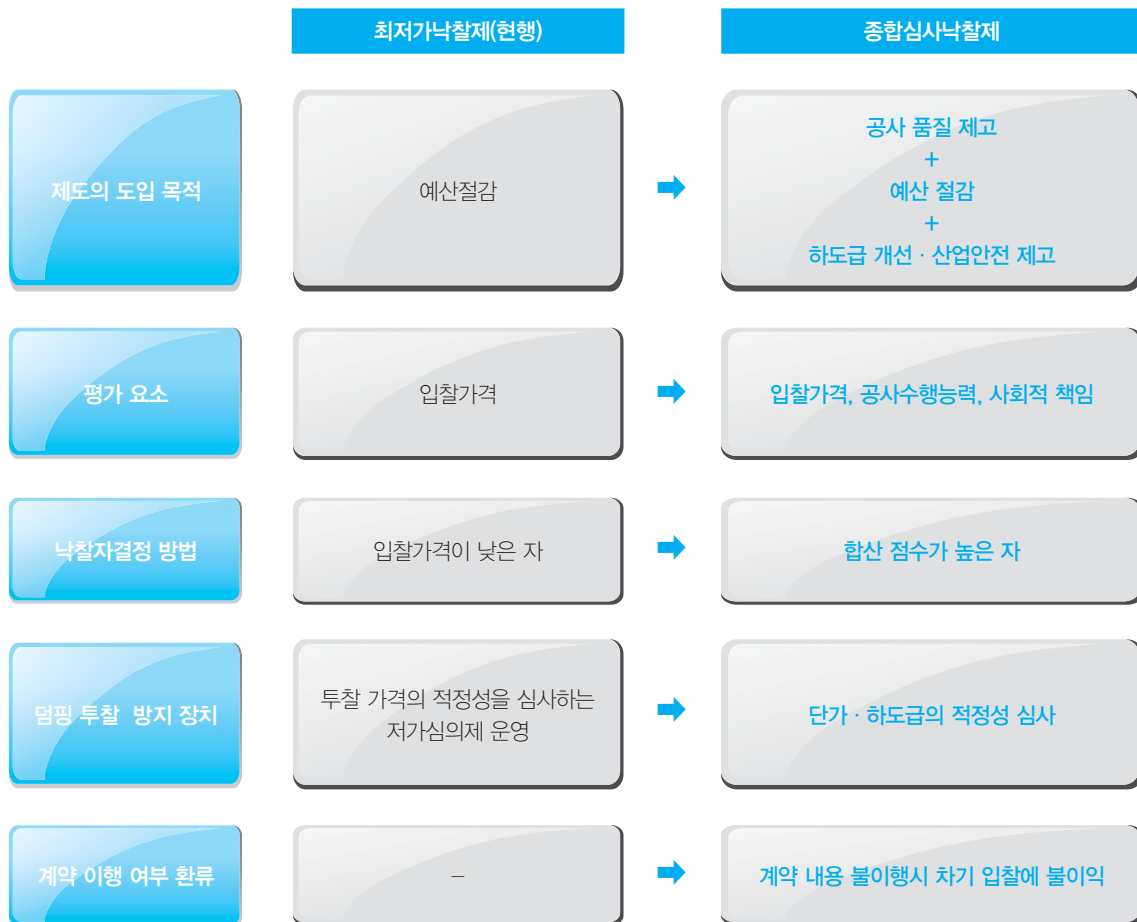 최저가낙찰제(현행)
종합심사낙찰제
제도의 도입 목적
예산절감
공사 품질 제고
+
예산 절감
+
하도급 개선 · 산업안전 제고
평가 요소
입찰가격
입찰가격, 공사수행능력, 사회적 책임
낙찰자결정 방법
입찰가격이 낮은 자
합산 점수가 높은 자
덤핑 투찰 방지 장치
투찰 가격의 적정성을 심사하는
저가심의제 운영
단가 · 하도급의 적정성 심사
계약 이행 여부 환류
–
계약 내용 불이행시 차기 입찰에 불이익